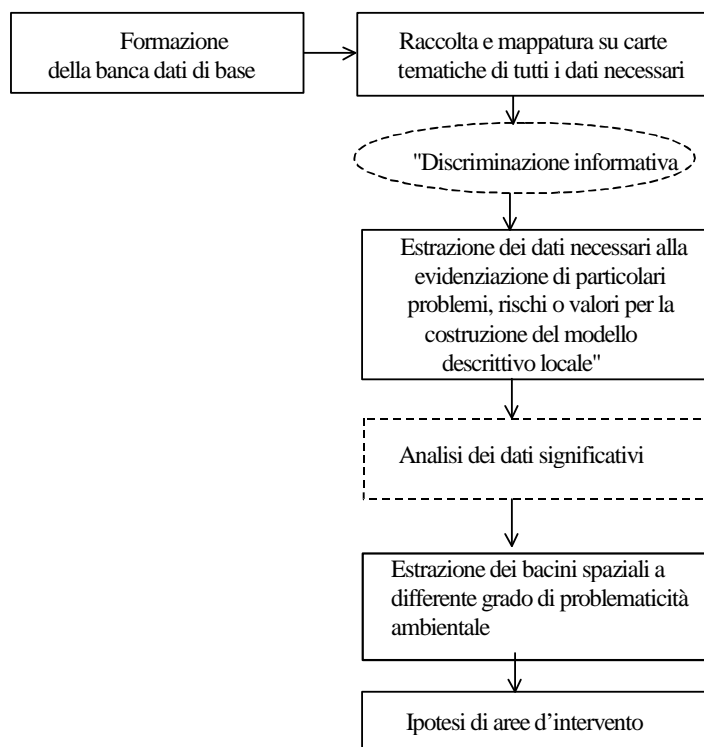 Formazione
della banca dati di base
Raccolta e mappatura su carte
tematiche di tutti i dati necessari
"Discriminazione informativa
Estrazione dei dati necessari alla
evidenziazione di particolari
problemi, rischi o valori per la
costruzione del modello
descrittivo locale"
Analisi dei dati significativi
Estrazione dei bacini spaziali a
differente grado di problematicità
ambientale
Ipotesi di aree d’intervento